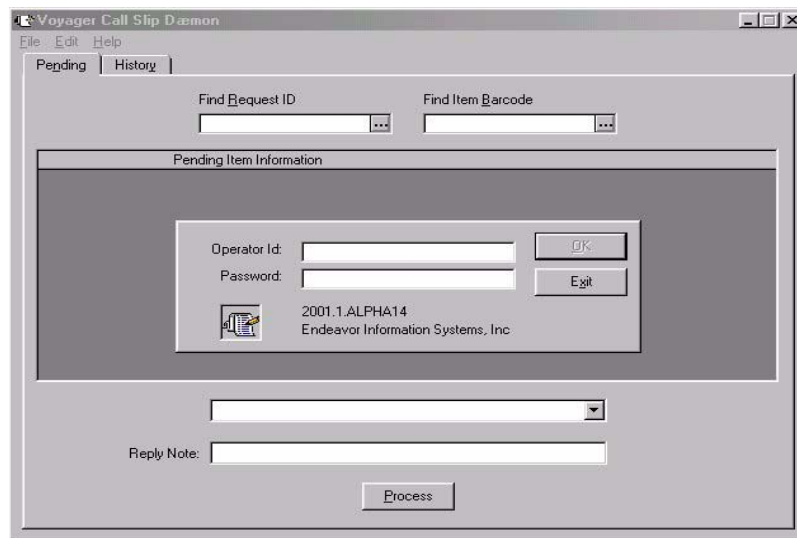 Voyager Call Slip Dæmon
File Edit Help
Pending History
Find Request ID Find Item Barcode
... ...
Pending Item Information
Operator Id: OK
Password: Exit
2001.1.ALPHA14
Endeavor Information Systems, Inc
Reply Note:
Process